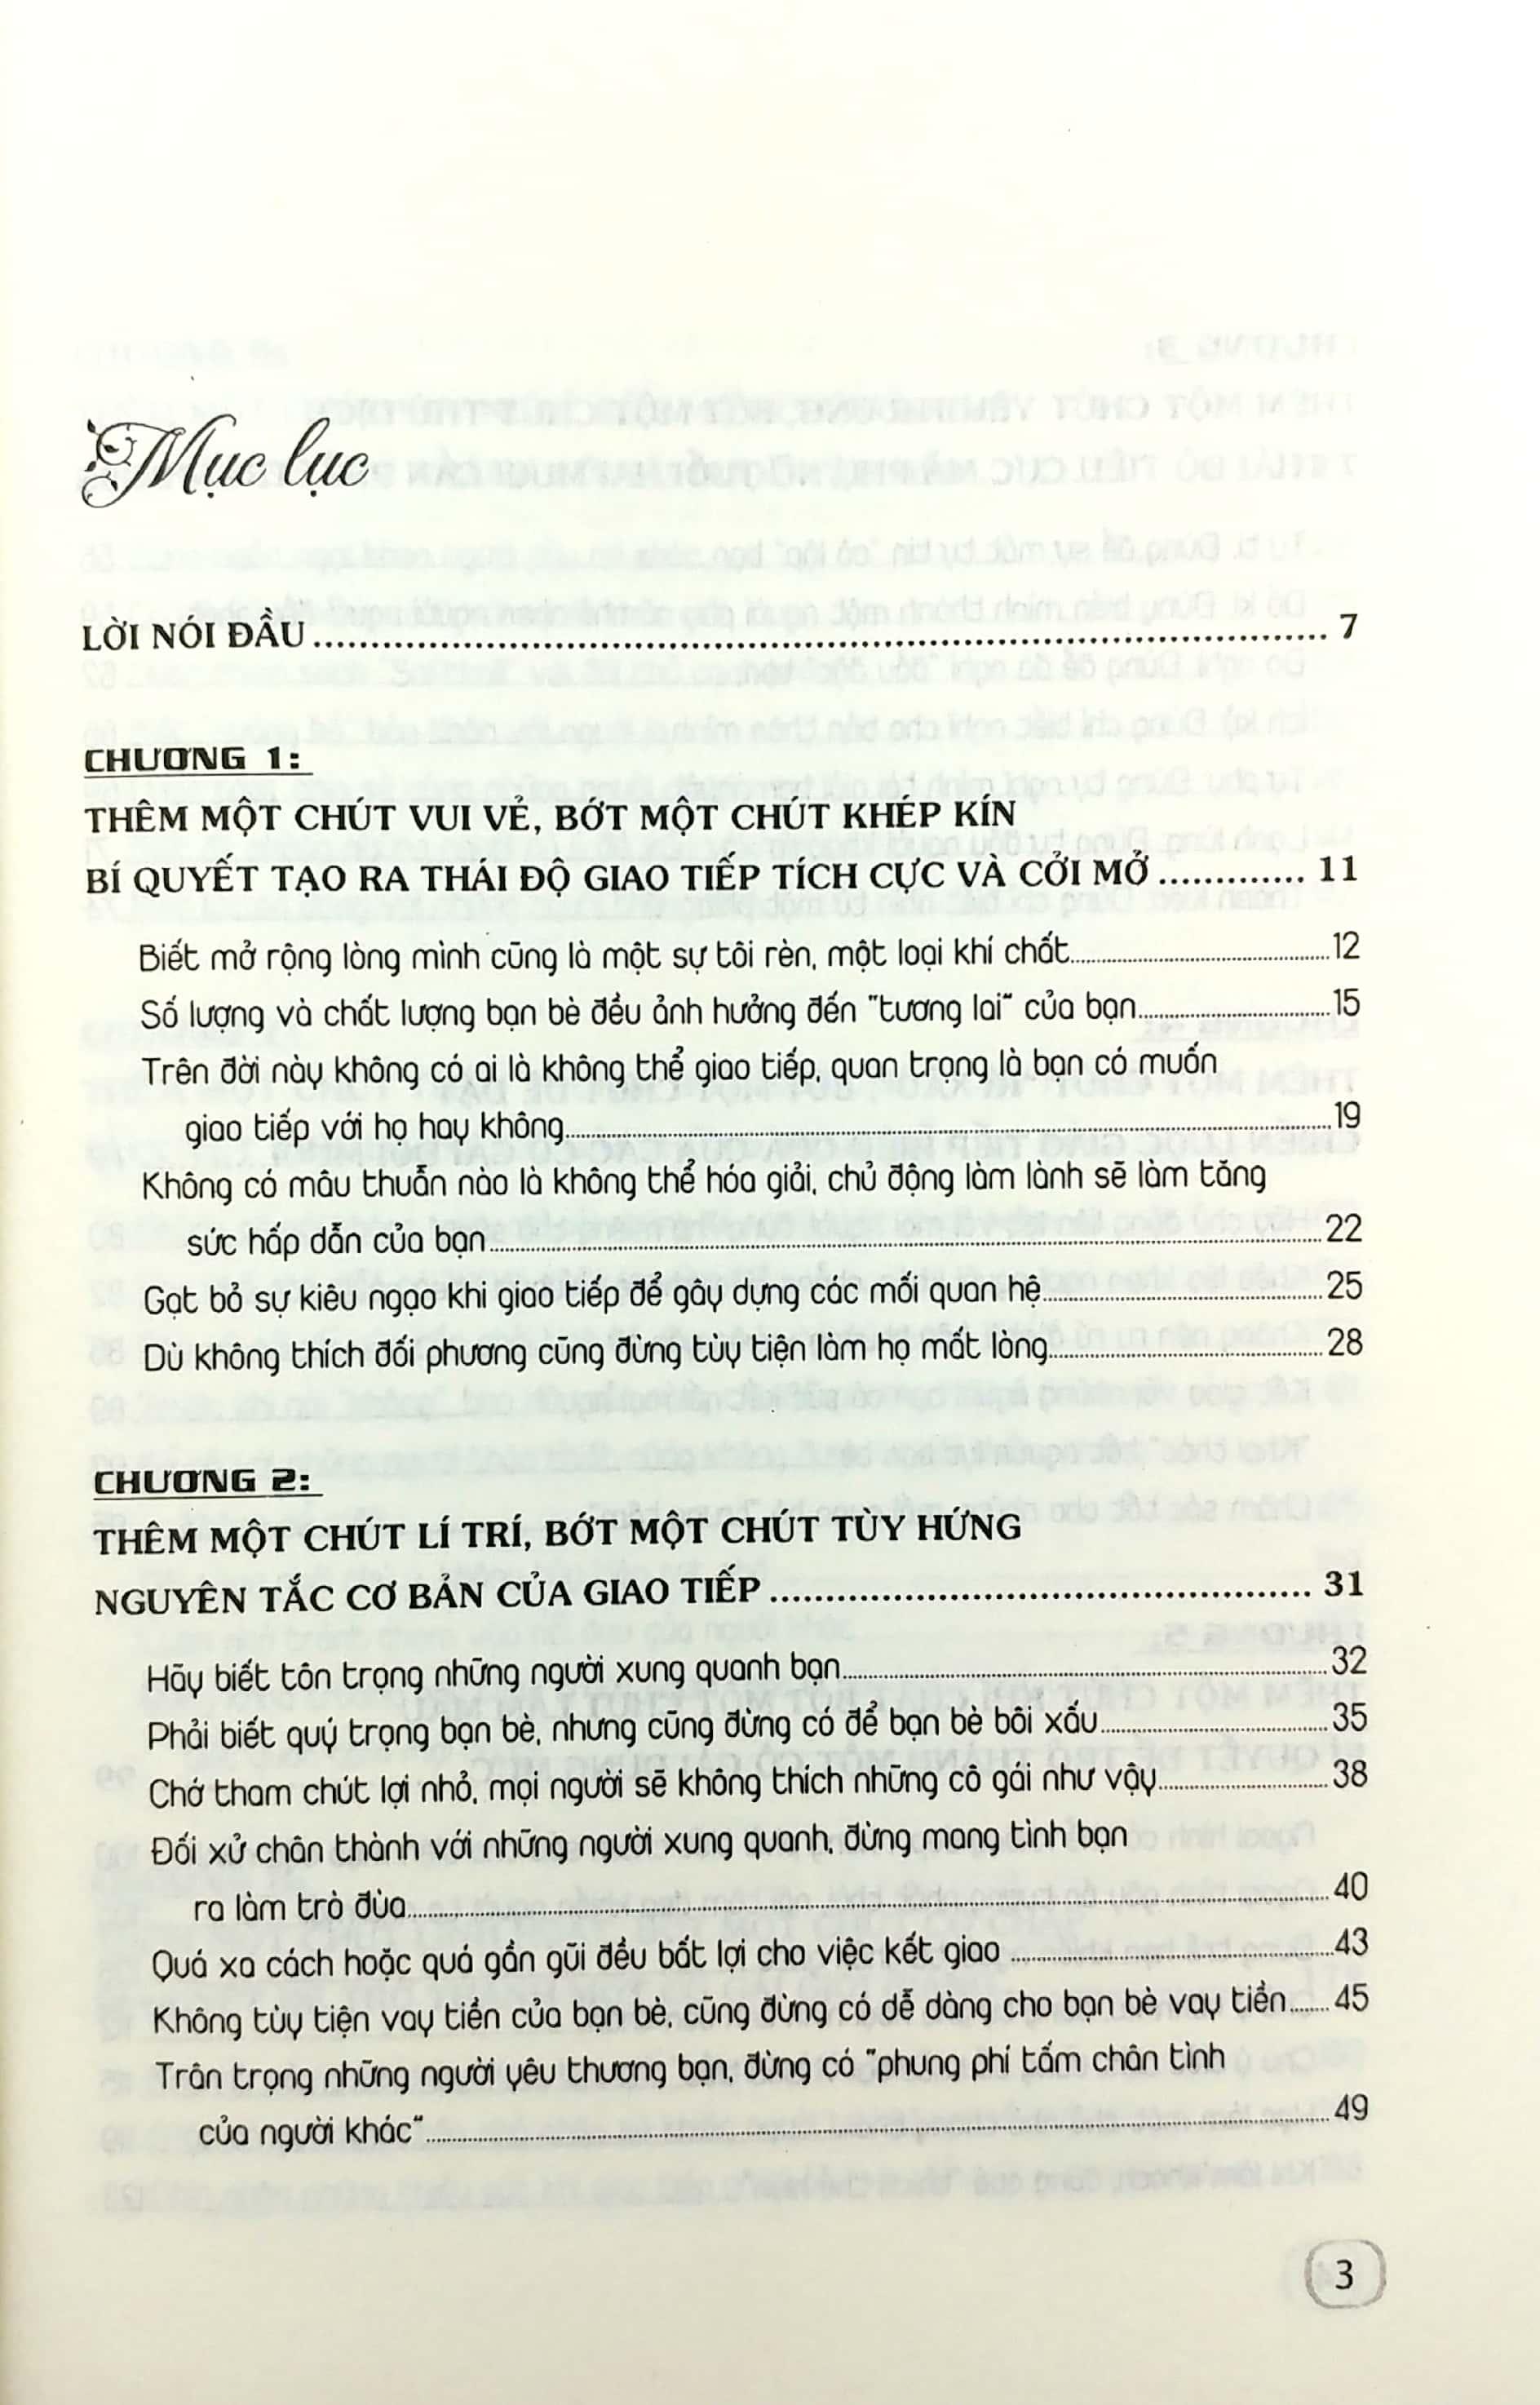 Mục lục
LỜI NÓI ĐẦU ........ 7
CHƯƠNG 1:
THÊM MỘT CHÚT VUI VẺ, BỚT MỘT CHÚT KHÉP KÍN
BÍ QUYẾT TẠO RA THÁI ĐỘ GIAO TIẾP TÍCH CỰC VÀ CỞI MỞ ............. 11
Biết mở rộng lòng mình cũng là một sự tôi rèn, một loại khí chất........12
Số lượng và chất lượng bạn bè đều ảnh hưởng đến "tương lai" của bạn........15
Trên đời này không có ai là không thể giao tiếp, quan trọng là bạn có muốn
giao tiếp với họ hay không........19
Không có mâu thuẫn nào là không thể hóa giải, chủ động làm lành sẽ làm tăng
sức hấp dẫn của bạn........22
Gạt bỏ sự kiêu ngạo khi giao tiếp để gây dựng các mối quan hệ........25
Dù không thích đối phương cũng đừng tùy tiện làm họ mất lòng........28
CHƯƠNG 2:
THÊM MỘT CHÚT LÍ TRÍ, BỚT MỘT CHÚT TÙY HỨNG
NGUYÊN TẮC CƠ BẢN CỦA GIAO TIẾP ........ 31
Hãy biết tôn trọng những người xung quanh bạn........32
Phải biết quý trọng bạn bè, nhưng cũng đừng có để bạn bè bôi xấu........35
Chớ tham chút lợi nhỏ, mọi người sẽ không thích những cô gái như vậy........38
Đối xử chân thành với những người xung quanh, đừng mang tình bạn
ra làm trò đùa........40
Quá xa cách hoặc quá gần gũi đều bất lợi cho việc kết giao ........43
Không tùy tiện vay tiền của bạn bè, cũng đừng có dễ dàng cho bạn bè vay tiền........45
Trân trọng những người yêu thương bạn, đừng có "phung phí tấm chân tình
của người khác"........49
3